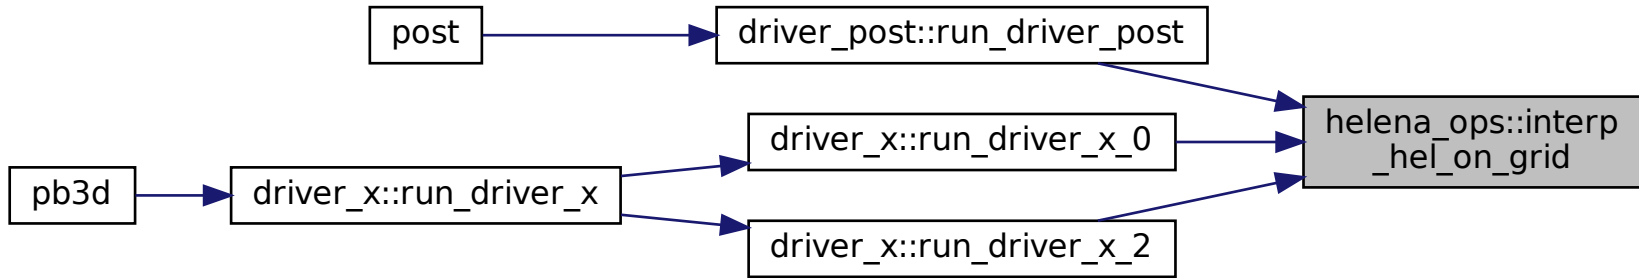 post
driver_post::run_driver_post
helena_ops::interp
_hel_on_grid
driver_x::run_driver_x_0
pb3d
driver_x::run_driver_x
driver_x::run_driver_x_2